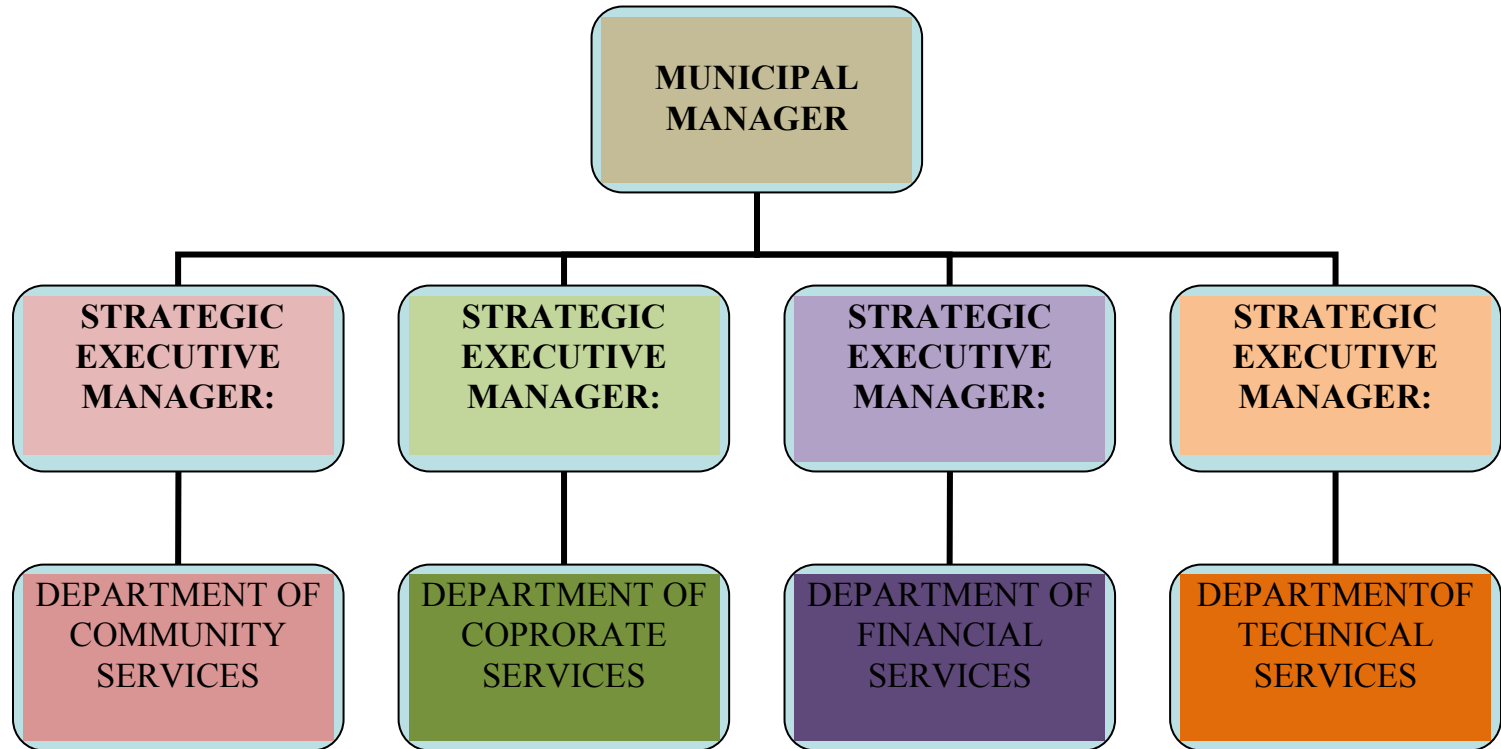 MUNICIPAL
MANAGER
STRATEGIC
EXECUTIVE
MANAGER:
STRATEGIC
EXECUTIVE
MANAGER:
STRATEGIC
EXECUTIVE
MANAGER:
STRATEGIC
EXECUTIVE
MANAGER:
DEPARTMENT OF
COMMUNITY
SERVICES
DEPARTMENT OF
COPRORATE
SERVICES
DEPARTMENT OF
FINANCIAL
SERVICES
DEPARTMENTOF
TECHNICAL
SERVICES